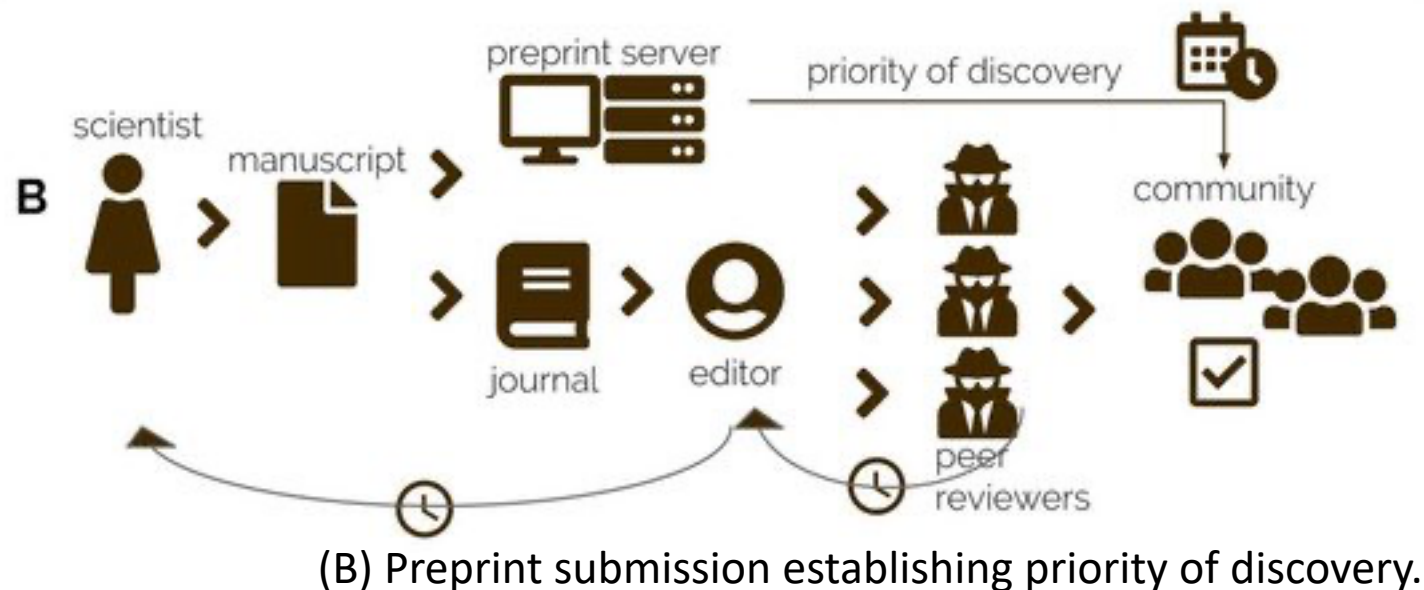 preprint server
priority of discovery
scientist
manuscript
B
community
journal
editor
peer
reviewers
(B) Preprint submission establishing priority of discovery.